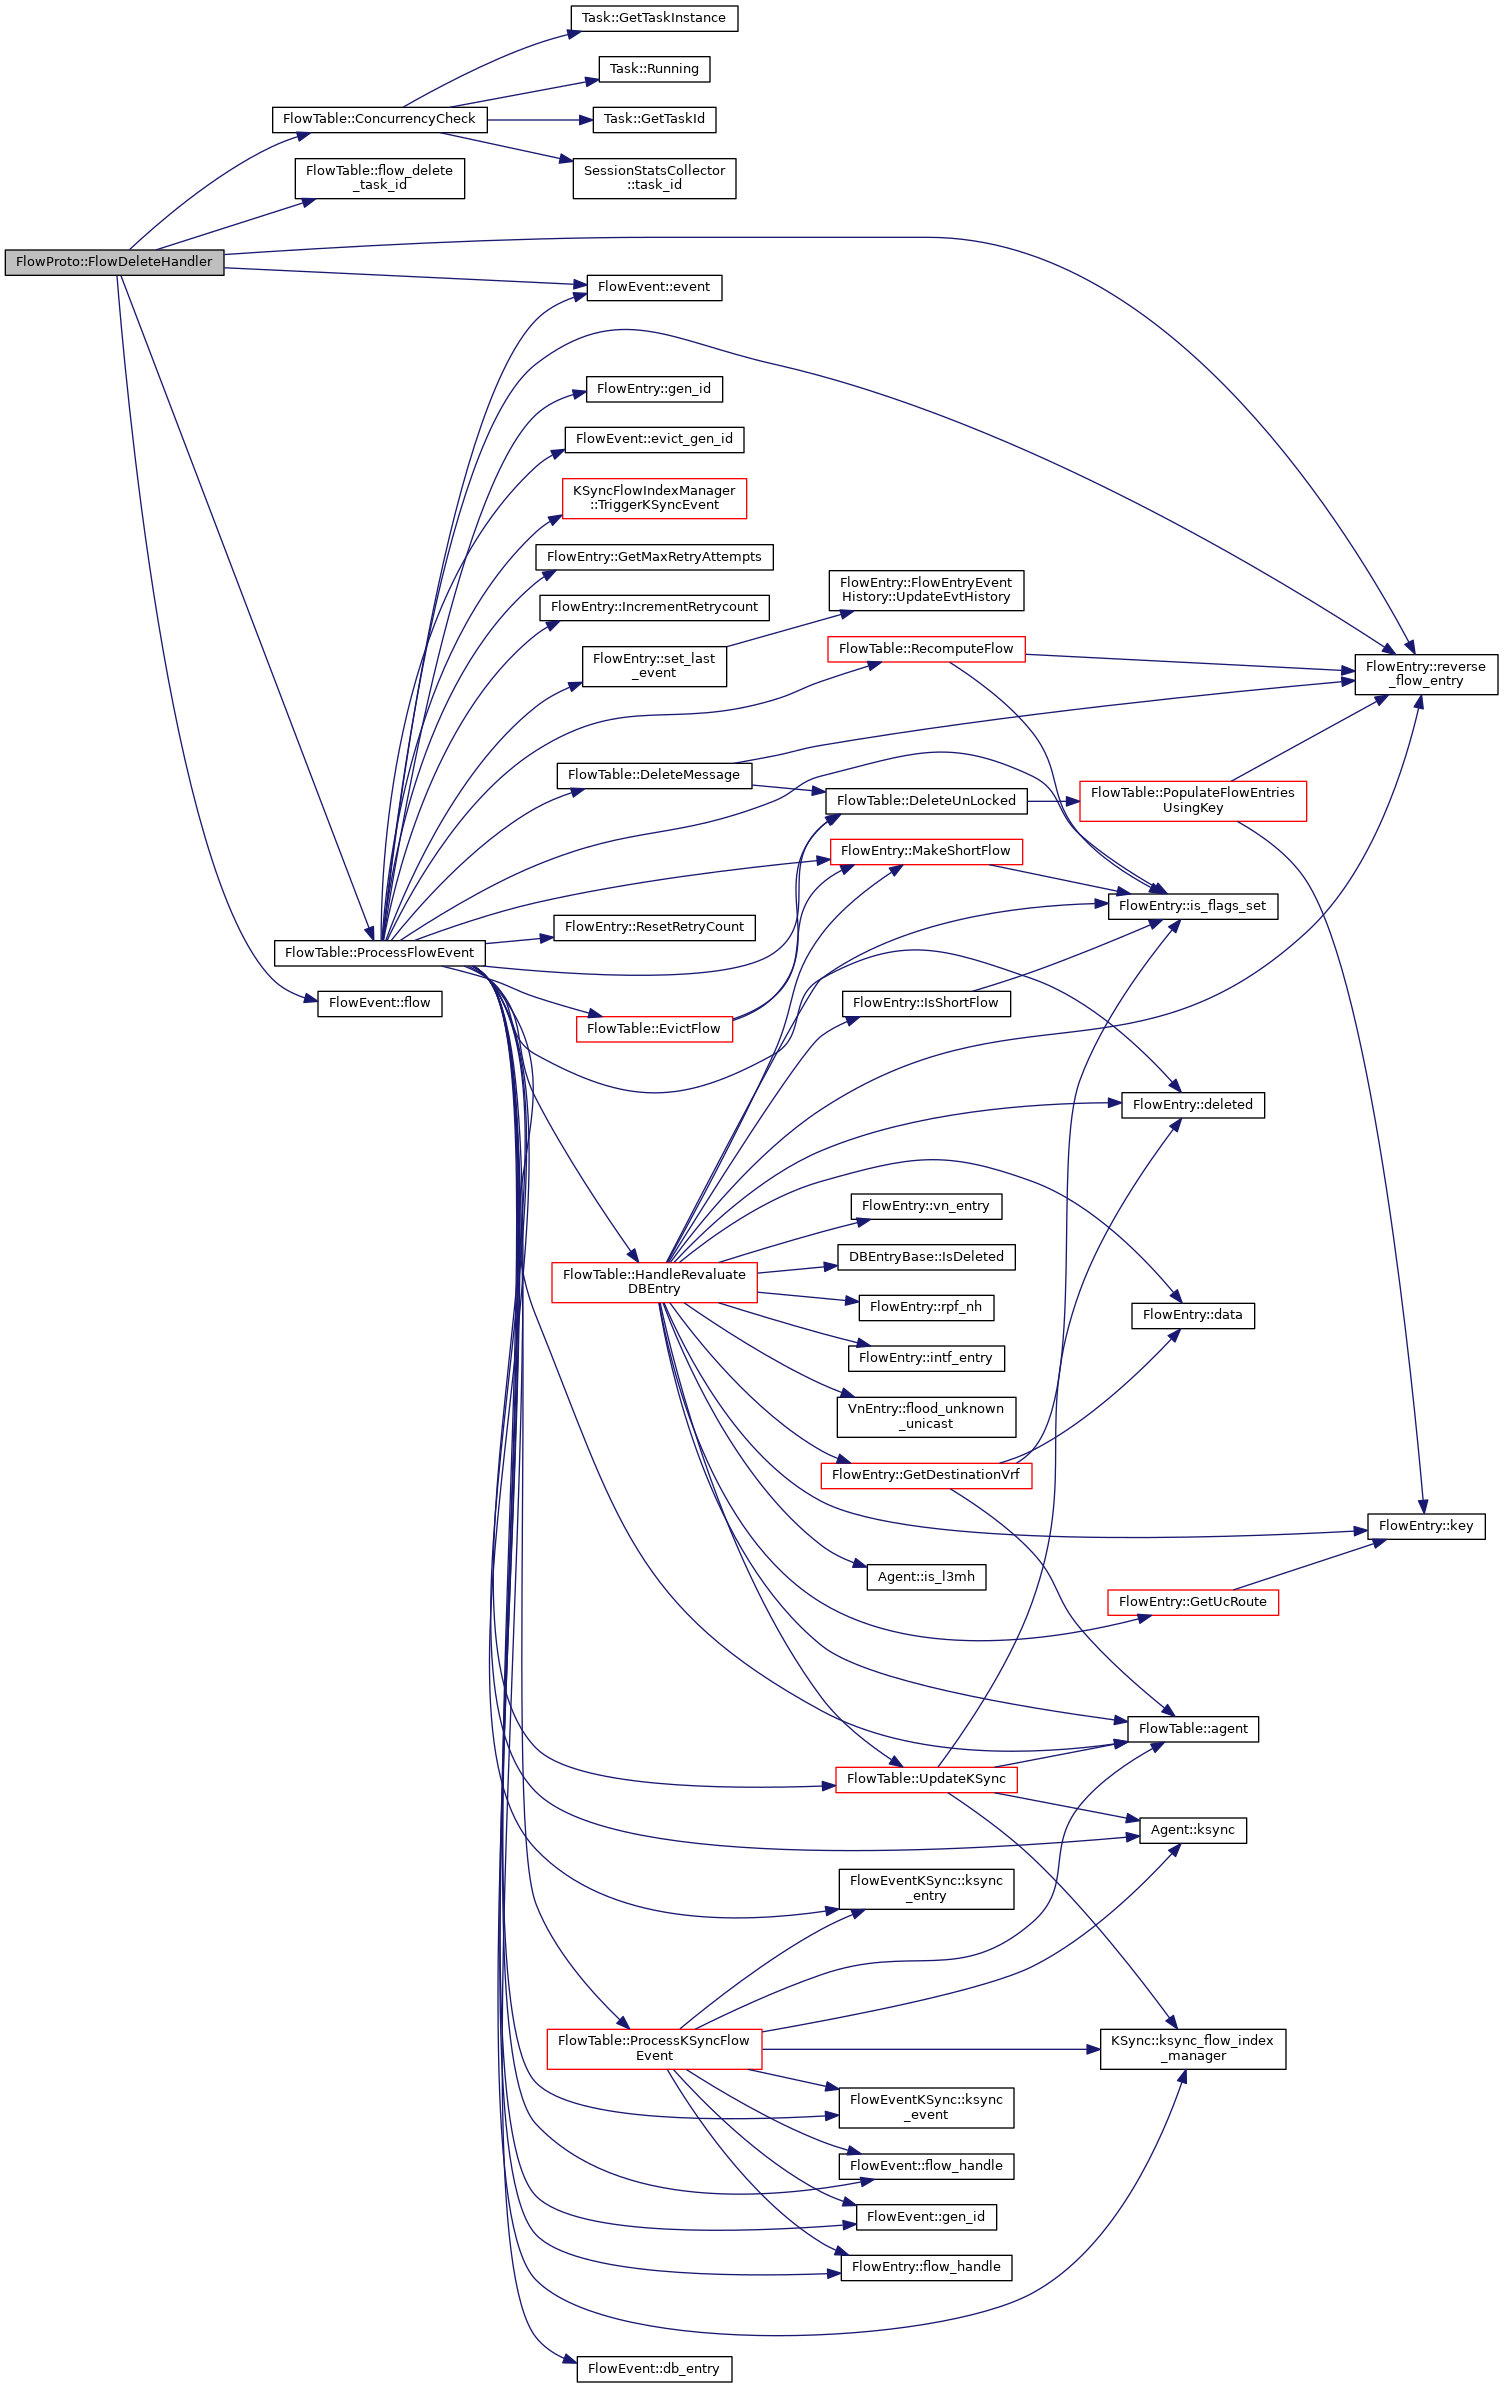 Task::GetTaskInstance
Task::Running
FlowTable::ConcurrencyCheck
Task::GetTaskId
FlowTable::flow_delete
_task_id
SessionStatsCollector
::task_id
FlowProto::FlowDeleteHandler
FlowEvent::event
FlowEntry::gen_id
FlowEvent::evict_gen_id
KSyncFlowIndexManager
::TriggerKSyncEvent
FlowEntry::GetMaxRetryAttempts
FlowEntry::FlowEntryEvent
History::UpdateEvtHistory
FlowEntry::IncrementRetrycount
FlowEntry::set_last
_event
FlowTable::RecomputeFlow
FlowEntry::reverse
_flow_entry
FlowTable::DeleteMessage
FlowTable::DeleteUnLocked
FlowTable::PopulateFlowEntries
UsingKey
FlowEntry::MakeShortFlow
FlowEntry::is_flags_set
FlowEntry::ResetRetryCount
FlowTable::ProcessFlowEvent
FlowEvent::flow
FlowEntry::IsShortFlow
FlowTable::EvictFlow
FlowEntry::deleted
FlowEntry::vn_entry
DBEntryBase::IsDeleted
FlowTable::HandleRevaluate
DBEntry
FlowEntry::rpf_nh
FlowEntry::data
FlowEntry::intf_entry
VnEntry::flood_unknown
_unicast
FlowEntry::GetDestinationVrf
FlowEntry::key
Agent::is_l3mh
FlowEntry::GetUcRoute
FlowTable::agent
FlowTable::UpdateKSync
Agent::ksync
FlowEventKSync::ksync
_entry
FlowTable::ProcessKSyncFlow
Event
KSync::ksync_flow_index
_manager
FlowEventKSync::ksync
_event
FlowEvent::flow_handle
FlowEvent::gen_id
FlowEntry::flow_handle
FlowEvent::db_entry